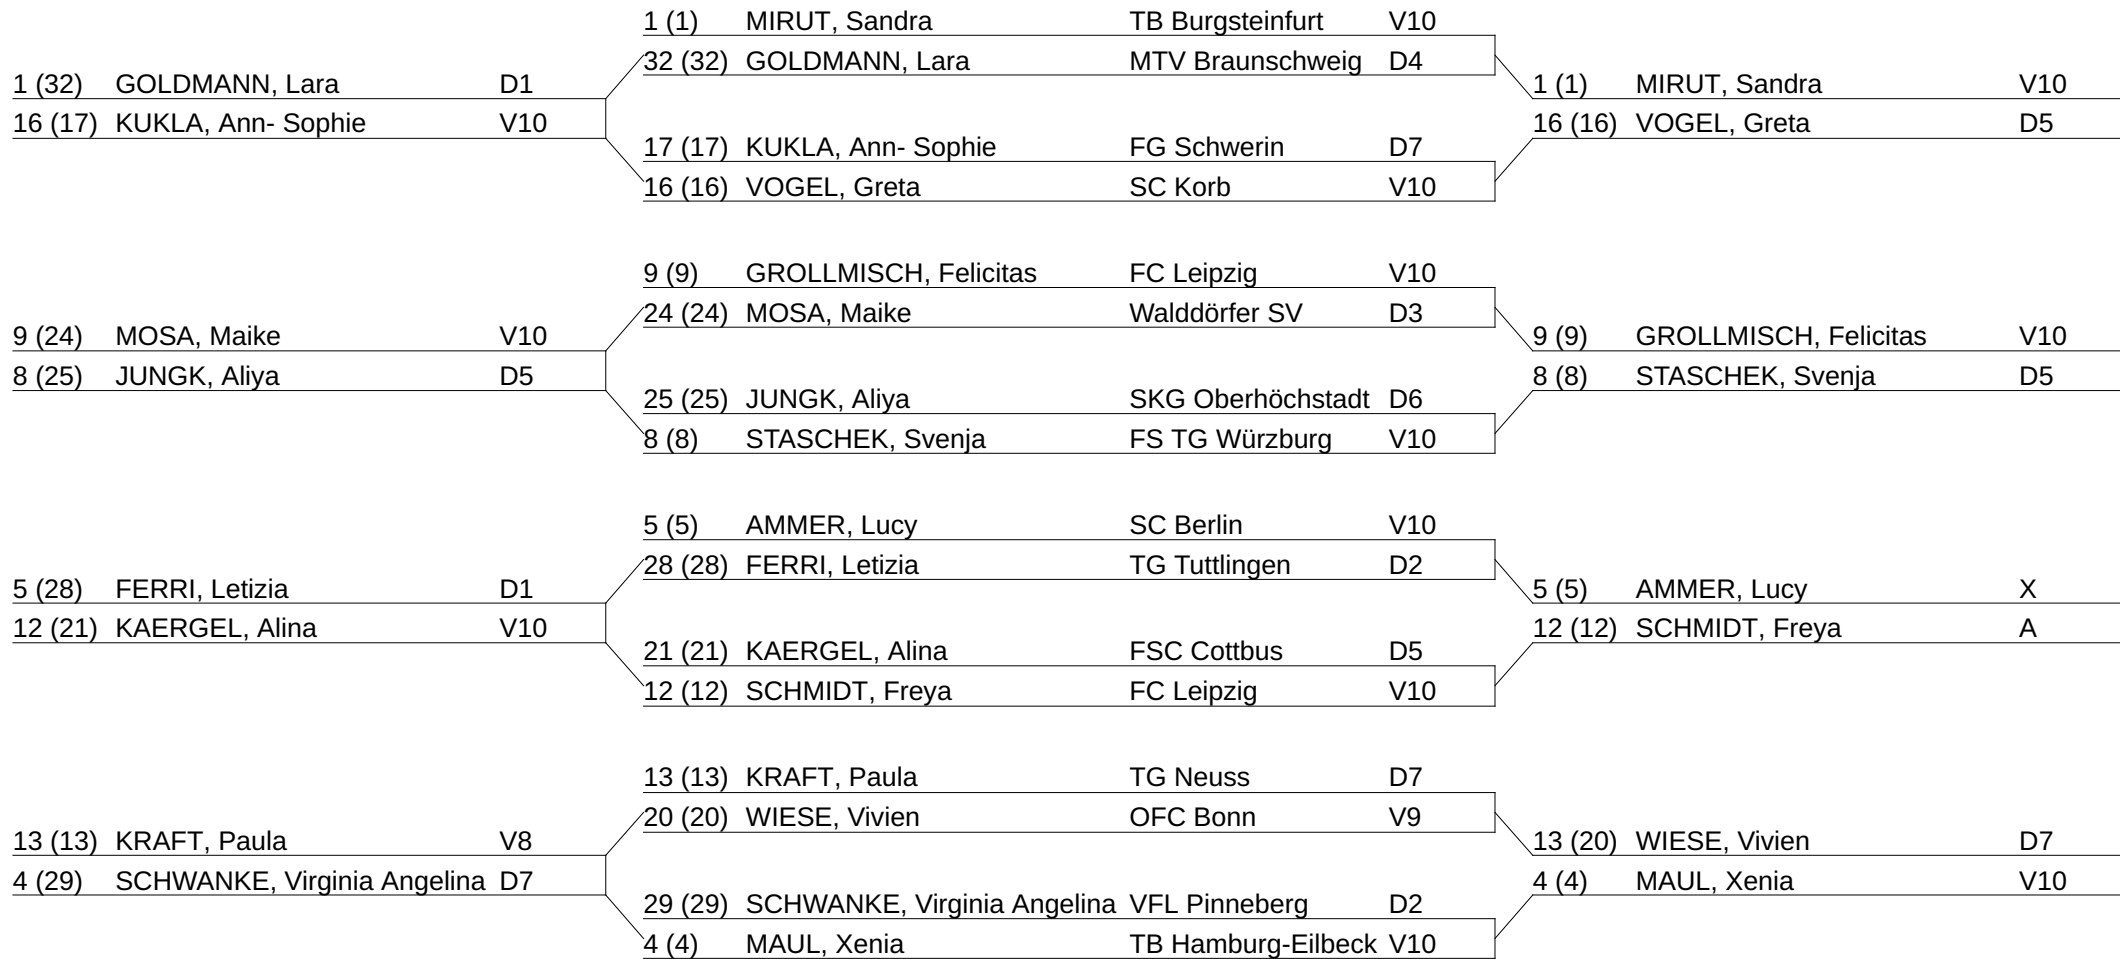 1 (1) MIRUT, Sandra TB Burgsteinfurt V10
32 (32) GOLDMANN, Lara MTV Braunschweig D4
1 (32) GOLDMANN, Lara D1
1 (1) MIRUT, Sandra V10
16 (17) KUKLA, Ann- Sophie V10
16 (16) VOGEL, Greta D5
17 (17) KUKLA, Ann- Sophie FG Schwerin D7
16 (16) VOGEL, Greta SC Korb V10
9 (9) GROLLMISCH, Felicitas FC Leipzig V10
24 (24) MOSA, Maike Walddörfer SV D3
9 (24) MOSA, Maike V10
9 (9) GROLLMISCH, Felicitas V10
8 (25) JUNGK, Aliya D5
8 (8) STASCHEK, Svenja D5
25 (25) JUNGK, Aliya SKG Oberhöchstadt D6
8 (8) STASCHEK, Svenja FS TG Würzburg V10
5 (5) AMMER, Lucy SC Berlin V10
28 (28) FERRI, Letizia TG Tuttlingen D2
5 (28) FERRI, Letizia D1
5 (5) AMMER, Lucy X
12 (21) KAERGEL, Alina V10
12 (12) SCHMIDT, Freya A
21 (21) KAERGEL, Alina FSC Cottbus D5
12 (12) SCHMIDT, Freya FC Leipzig V10
13 (13) KRAFT, Paula TG Neuss D7
20 (20) WIESE, Vivien OFC Bonn V9
13 (13) KRAFT, Paula V8
13 (20) WIESE, Vivien D7
4 (29) SCHWANKE, Virginia Angelina D7
4 (4) MAUL, Xenia V10
29 (29) SCHWANKE, Virginia Angelina VFL Pinneberg D2
4 (4) MAUL, Xenia TB Hamburg-Eilbeck V10